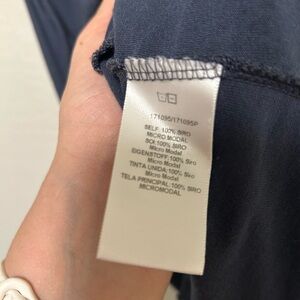 171095/171095P
SELF: 100% SIRO
MICRO MODAL
SOI:100% SIRO
Micro Modal
EIGENSTOFF: 100% Siro
Micro Modal
TINTA UNIDA:100% Siro
Micro Modal
TELA PRINCIPAL:100% SIRO
MICROMODAL